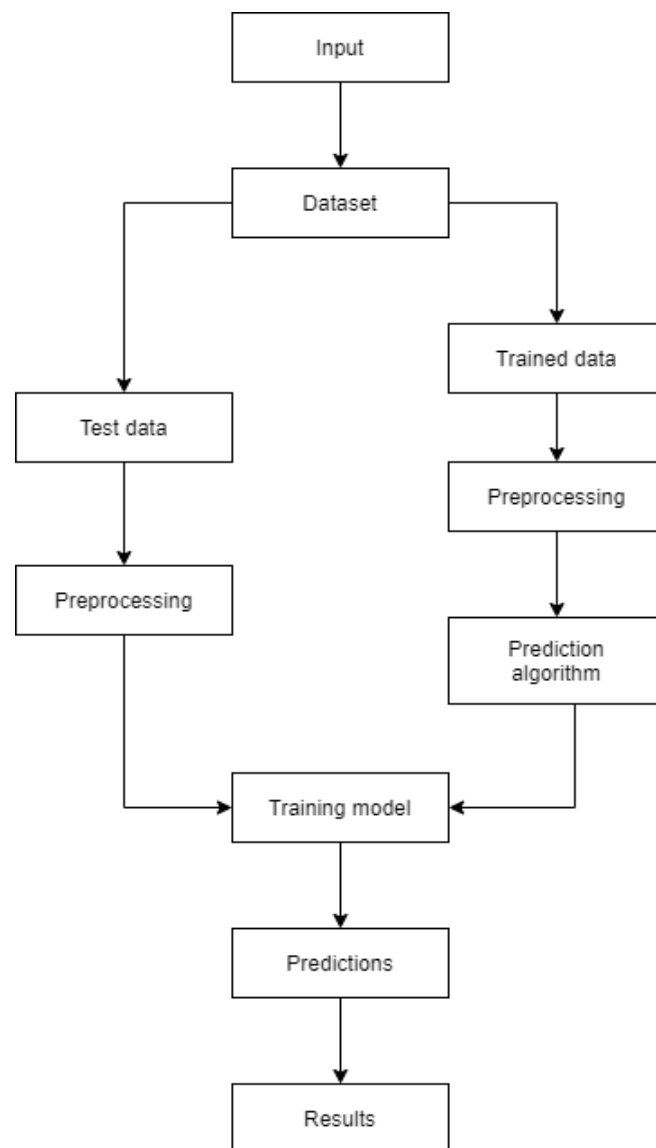 Input
Dataset
Trained data
Test data
Preprocessing
Preprocessing
Prediction
algorithm
Training model
Predictions
Results